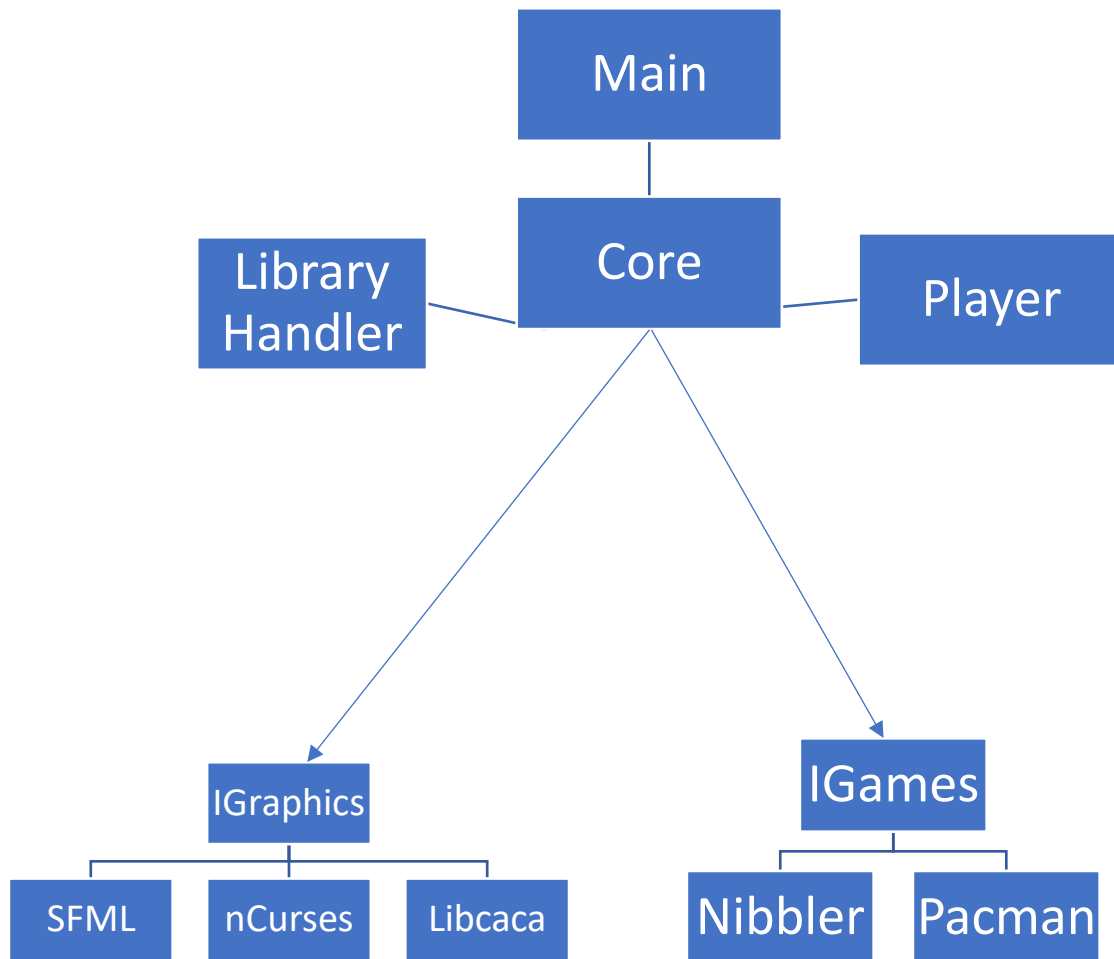 Main
Core
Library
Handler
Player
IGraphics
IGames
SFML
nCurses
Libcaca
Nibbler
Pacman